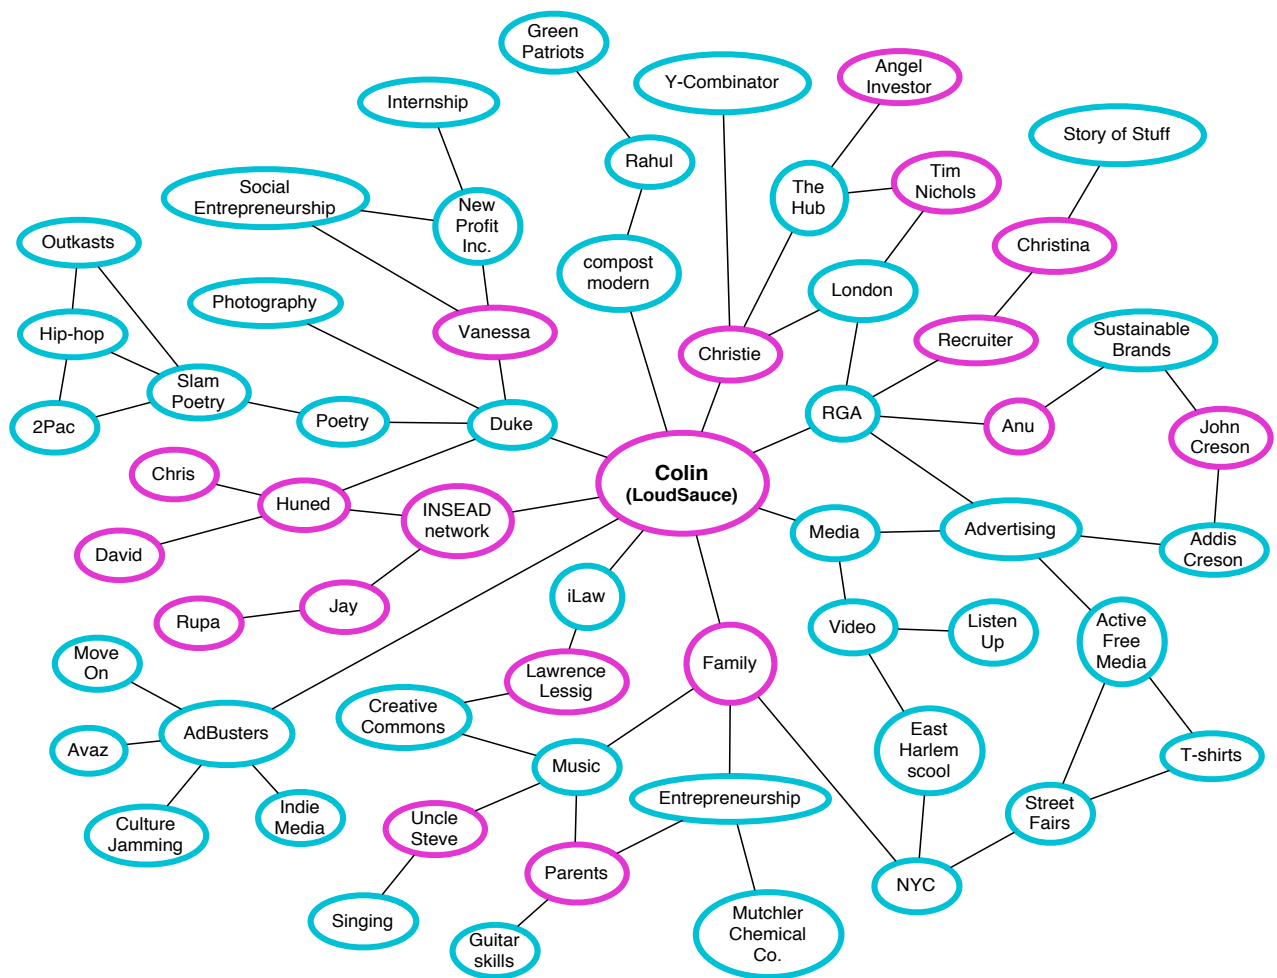 Green
Patriots
Y-Combinator
Angel
Investor
Internship
Story of Stuff
Rahul
Tim
Nichols
The
Hub
Social
Entrepreneurship
New
Profit
Inc.
Outkasts
Christina
compost
modern
London
Photography
Hip-hop
Vanessa
Christie
Recruiter
Sustainable
Brands
Slam
Poetry
2Pac
Poetry
Duke
RGA
Anu
John
Creson
Chris
Colin
(LoudSauce)
Huned
INSEAD
network
Media
Advertising
David
Addis
Creson
iLaw
Jay
Rupa
Video
Listen
Up
Active
Free
Media
Move
On
Family
Lawrence
Lessig
Creative
Commons
AdBusters
Avaz
East
Harlem
scool
T-shirts
Music
Entrepreneurship
Indie
Media
Culture
Jamming
Uncle
Steve
Street
Fairs
Parents
NYC
Singing
Guitar
skills
Mutchler
Chemical
Co.